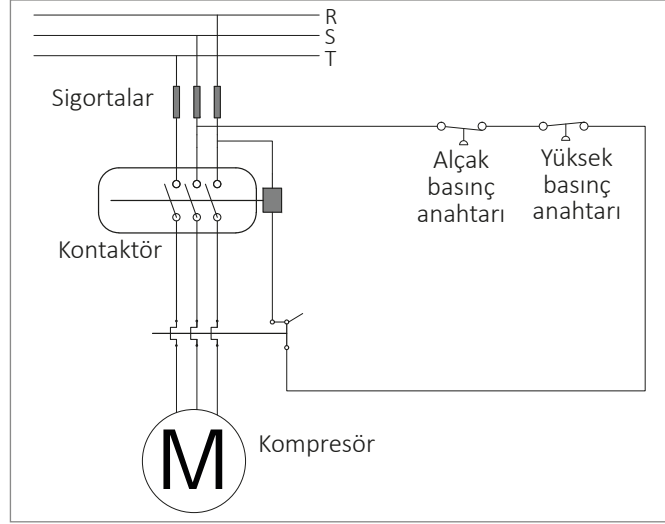 R
S
T
Sigortalar
Alçak
basınç
anahtarı
Yüksek
basınç
anahtarı
Kontaktör
Kompresör
M